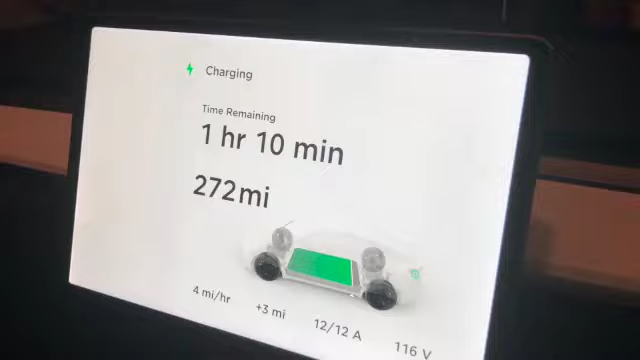 Charging
Time Remaining
1 hr 10 min
272mi
4 mi/hr +3 mi 12/12 A 116 V